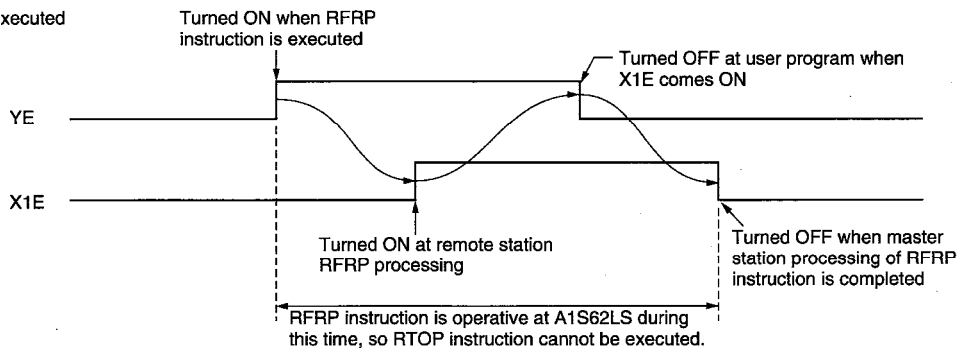 xecuted
Turned ON when RFRP
instruction is executed
Turned OFF at user program when
X1E comes ON
YE
X1E
Turned ON at remote station
RFRP processing
Turned OFF when master
station processing of RFRP
instruction is completed
RFRP instruction is operative at A1S62LS during
this time, so RTOP instruction cannot be executed.